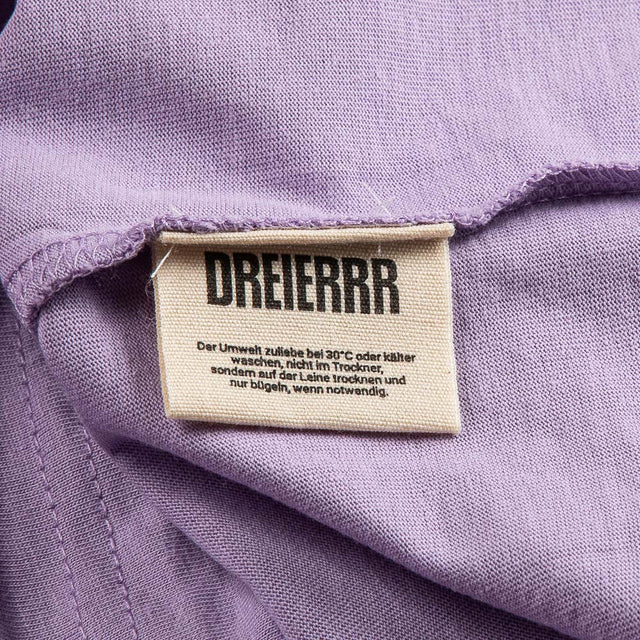 DREIERRR
Der Umwelt zuliebe bei 30°C oder kälter
waschen, nicht im Trockner,
sondern auf der Leine trocknen und
nur bügeln, wenn notwendig.